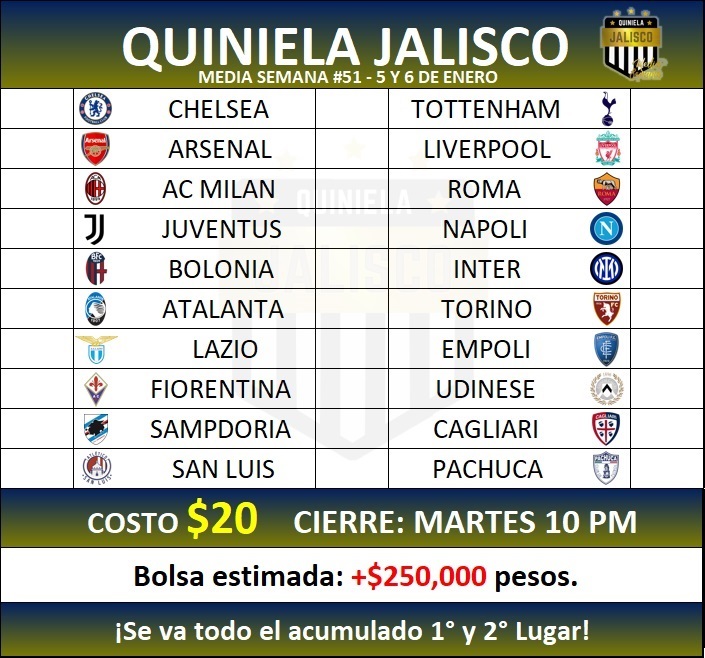 QUINIELA JALISCO
QUINIELA
JALISCO
MEDIA SEMANA #51 - 5 Y 6 DE ENERO
CHELSEA TOTTENHAM
ARSENAL LIVERPOOL
AC MILAN ROMA
JUVENTUS NAPOLI
BOLONIA INTER
ATALANTA TORINO
LAZIO EMPOLI
FIORENTINA UDINESE
SAMPDORIA CAGLIARI
SAN LUIS PACHUCA
QUINIELA
JALISCO
COSTO $20 CIERRE: MARTES 10 PM
Bolsa estimada: +$250,000 pesos.
¡Se va todo el acumulado 1° y 2° Lugar!